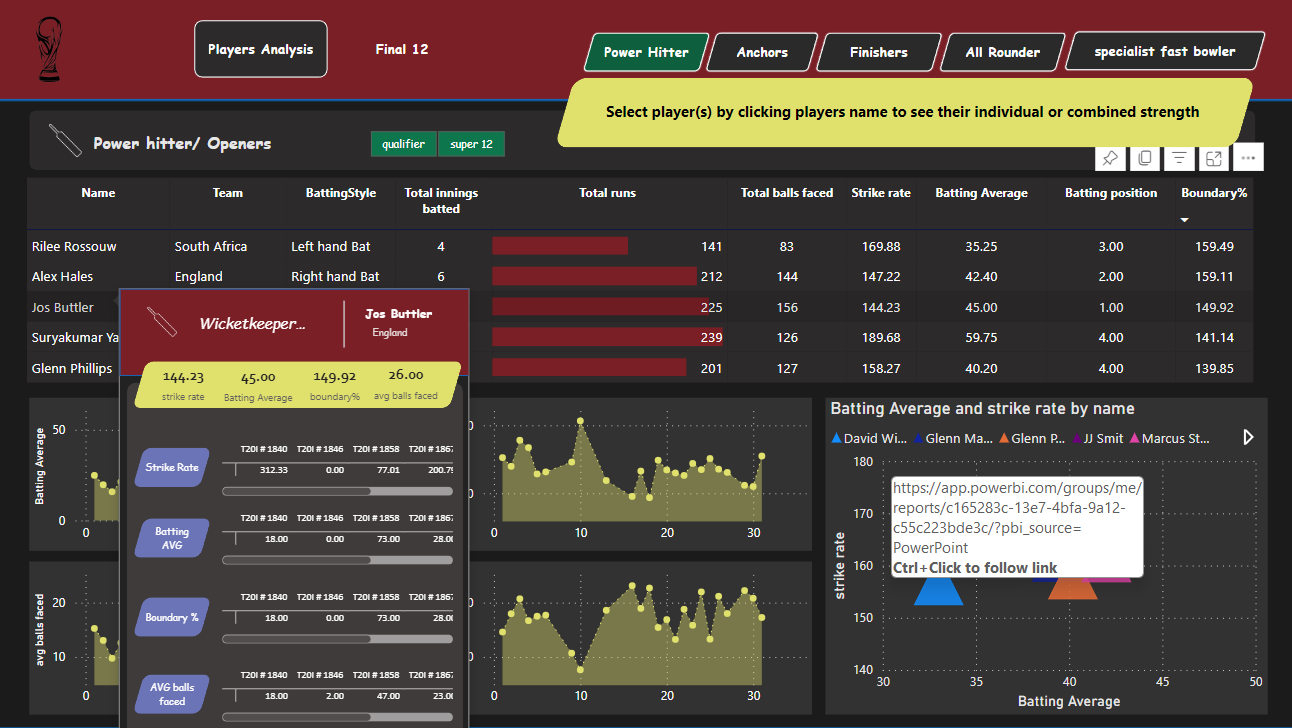 Players Analysis
Final 12
Power Hitter
Anchors
Finishers
All Rounder
specialist fast bowler
Select player(s) by clicking players name to see their individual or combined strength
Power hitter/ Openers
qualifier
super 12
Name Team BattingStyle Total innings batted Total runs Total balls faced Strike rate Batting Average Batting position Boundary%
Rilee Rossouw South Africa Left hand Bat 4 141 83 169.88 35.25 3.00 159.49
Alex Hales England Right hand Bat 6 212 144 147.22 42.40 2.00 159.11
Jos Buttler 225 156 144.23 45.00 1.00 149.92
Suryakumar Ya 239 126 189.68 59.75 4.00 141.14
Glenn Phillips 201 127 158.27 40.20 4.00 139.85
Wicketkeeper...
Jos Buttler
England
144.23 45.00 149.92 26.00
strike rate Batting Average boundary% avg balls faced
T20I # 1840 T20I # 1846 T20I # 1858 T20I # 1867
Strike Rate
312.33 0.00 77.01 200.75
T20I # 1840 T20I # 1846 T20I # 1858 T20I # 1867
Batting
AVG
18.00 0.00 73.00 28.0
T20I # 1840 T20I # 1846 T20I # 1858 T20I # 1867
Boundary %
18.00 0.00 73.00 28.0
T20I # 1840 T20I # 1846 T20I # 1858 T20I # 1867
AVG balls
faced
18.00 2.00 47.00 23.0
Batting Average
50
0
0
0 10 20 30
avg balls faced
20
10
0
0 10 20 30
Batting Average and strike rate by name
David Wi... Glenn Ma... Glenn P... JJ Smit Marcus St...
180
170
160
150
140
strike rate
https://app.powerbi.com/groups/me/
reports/c165283c-13e7-4bfa-9a12-
c55c223bde3c/?pbi_source=
PowerPoint
Ctrl+Click to follow link
30 35 40 45 50
Batting Average